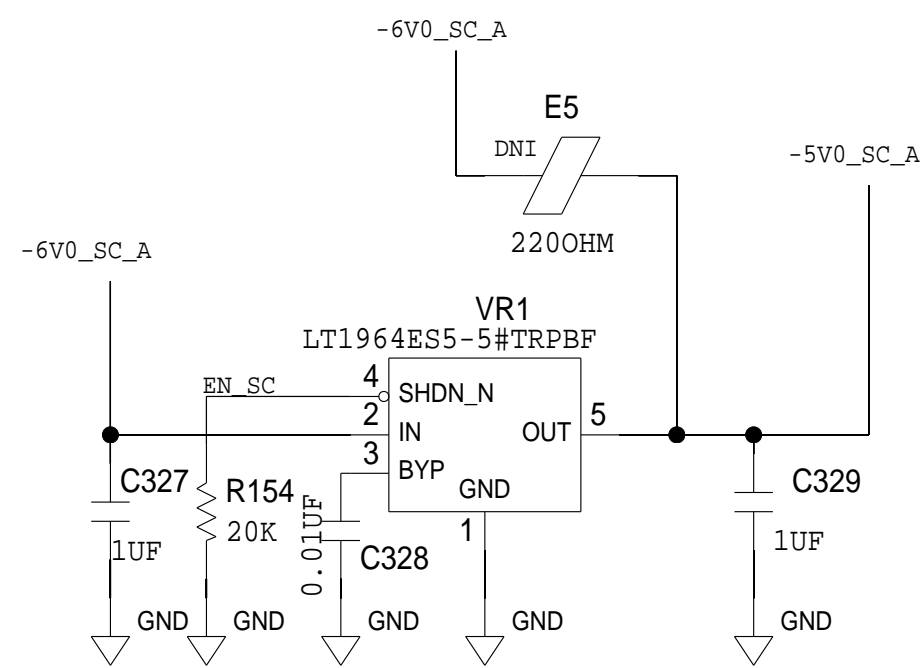 -6V0_SC_A
E5
DNI
-5V0_SC_A
220OHM
-6V0_SC_A
VR1
LT1964ES5-5#TRPBF
EN_SC
4
SHDN_N
2
IN
OUT
5
3
BYP
GND
1
C327
1UF
R154
20K
0.01UF
C328
C329
1UF
GND
GND
GND
GND
GND